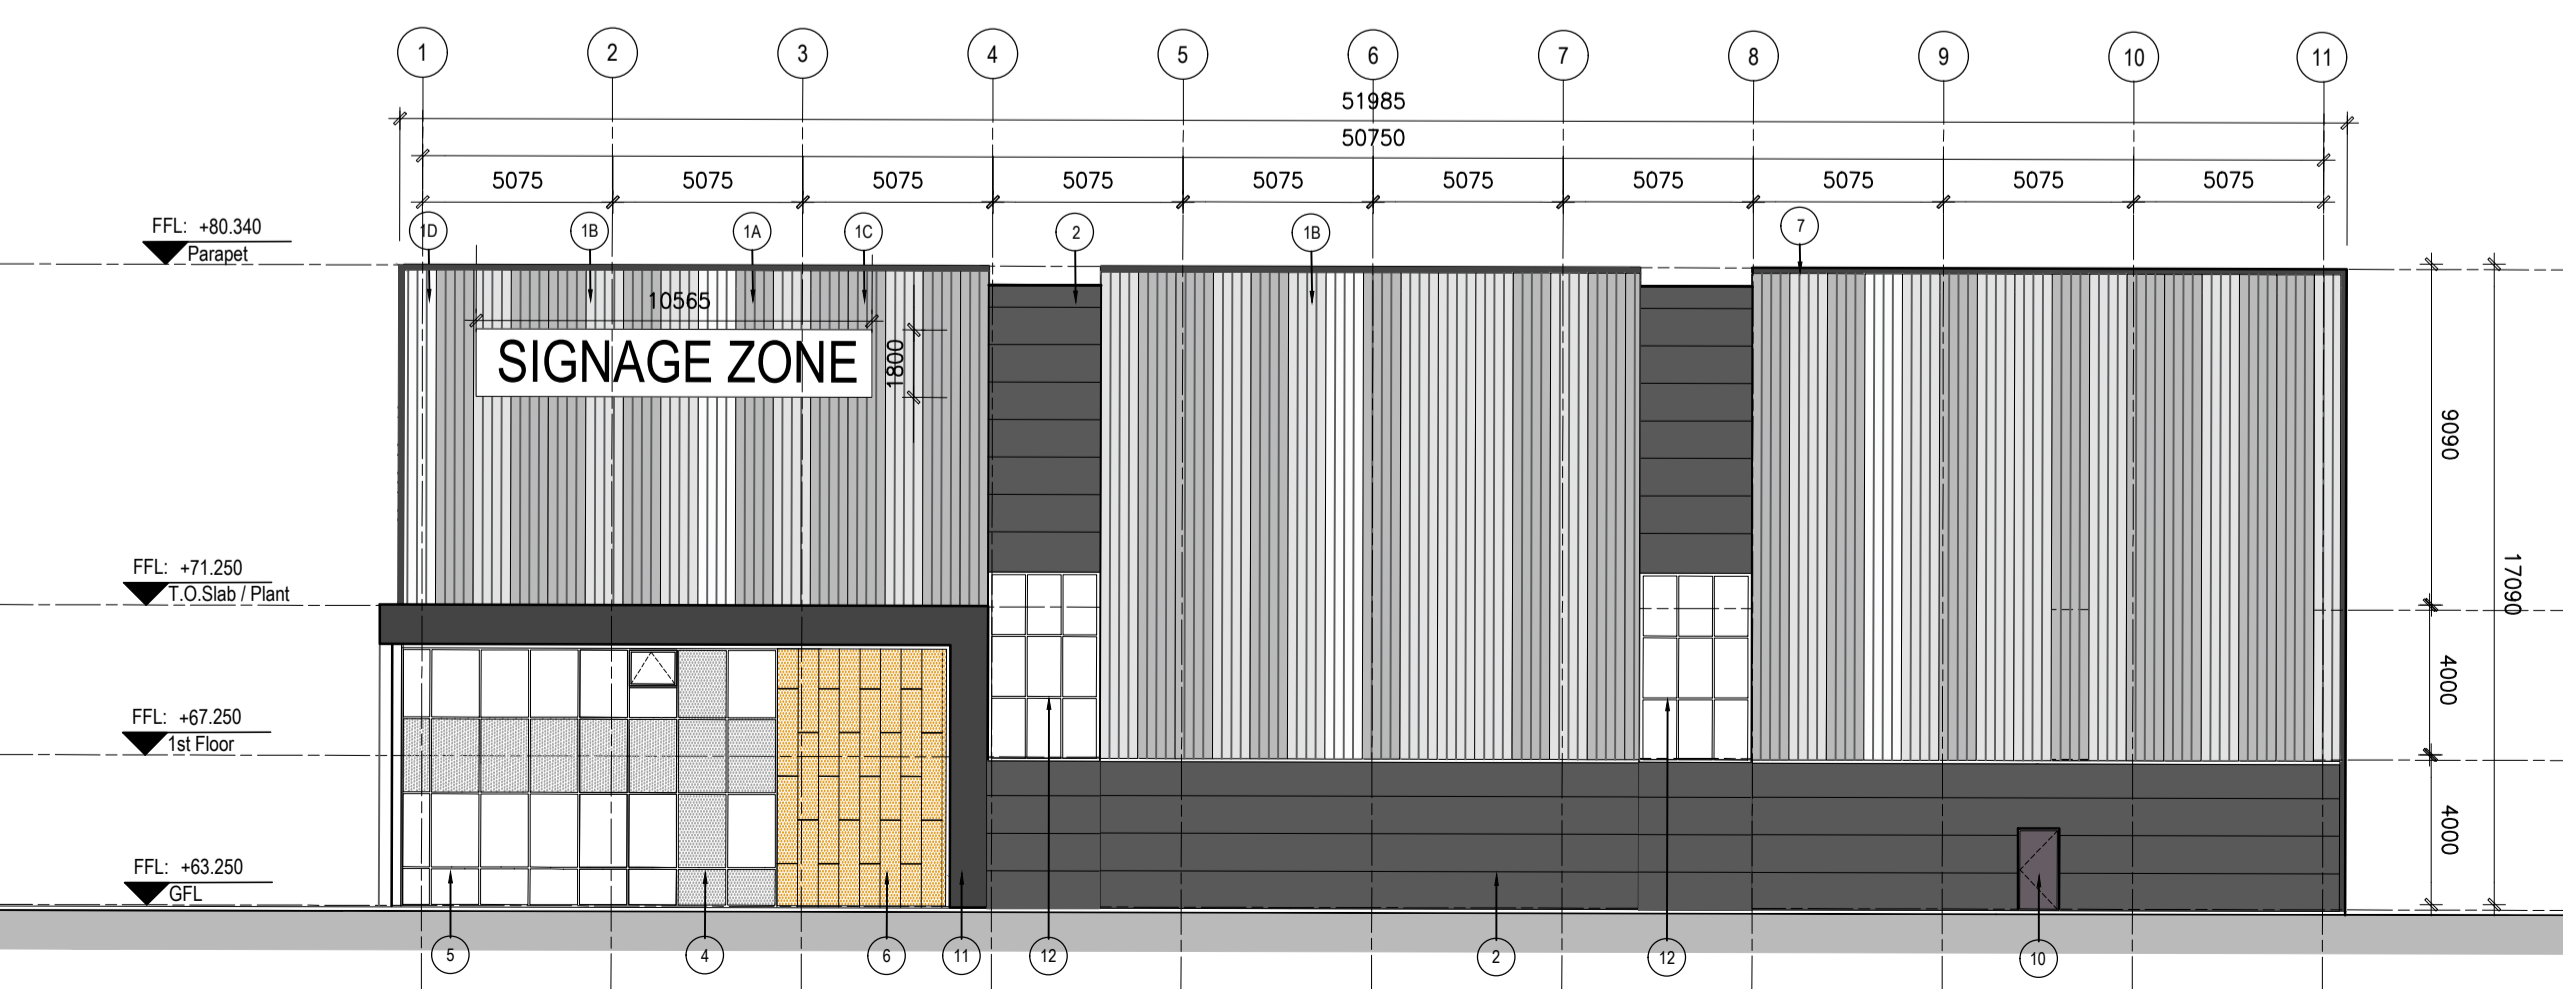 1 2 3 4 5 6 7 8 9 10 11
51985
50750
5075 5075 5075 5075 5075 5075 5075 5075 5075 5075
FFL: +80.340
Parapet
1D 1B 1A 1C 2 1B 7
10565
SIGNAGE ZONE
1800
9090
17090
FFL: +71.250
T.O.Slab / Plant
4000
FFL: +67.250
1st Floor
4000
FFL: +63.250
GFL
5 4 6 11 12 2 12 10